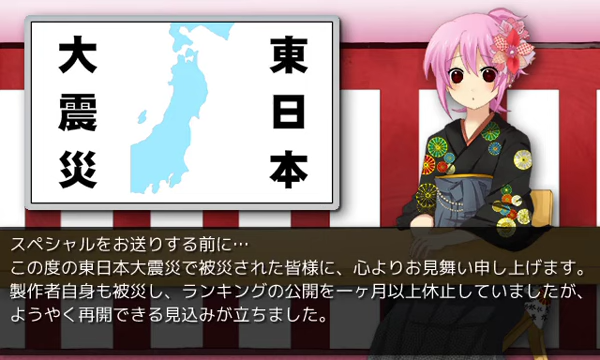 東日本
大震災
スペシャルをお送りする前に…
この度の東日本大震災で被災された皆様に、心よりお見舞い申し上げます。
製作者自身も被災し、ランキングの公開を一ヶ月以上休止していましたが、
ようやく再開できる見込みが立ちました。